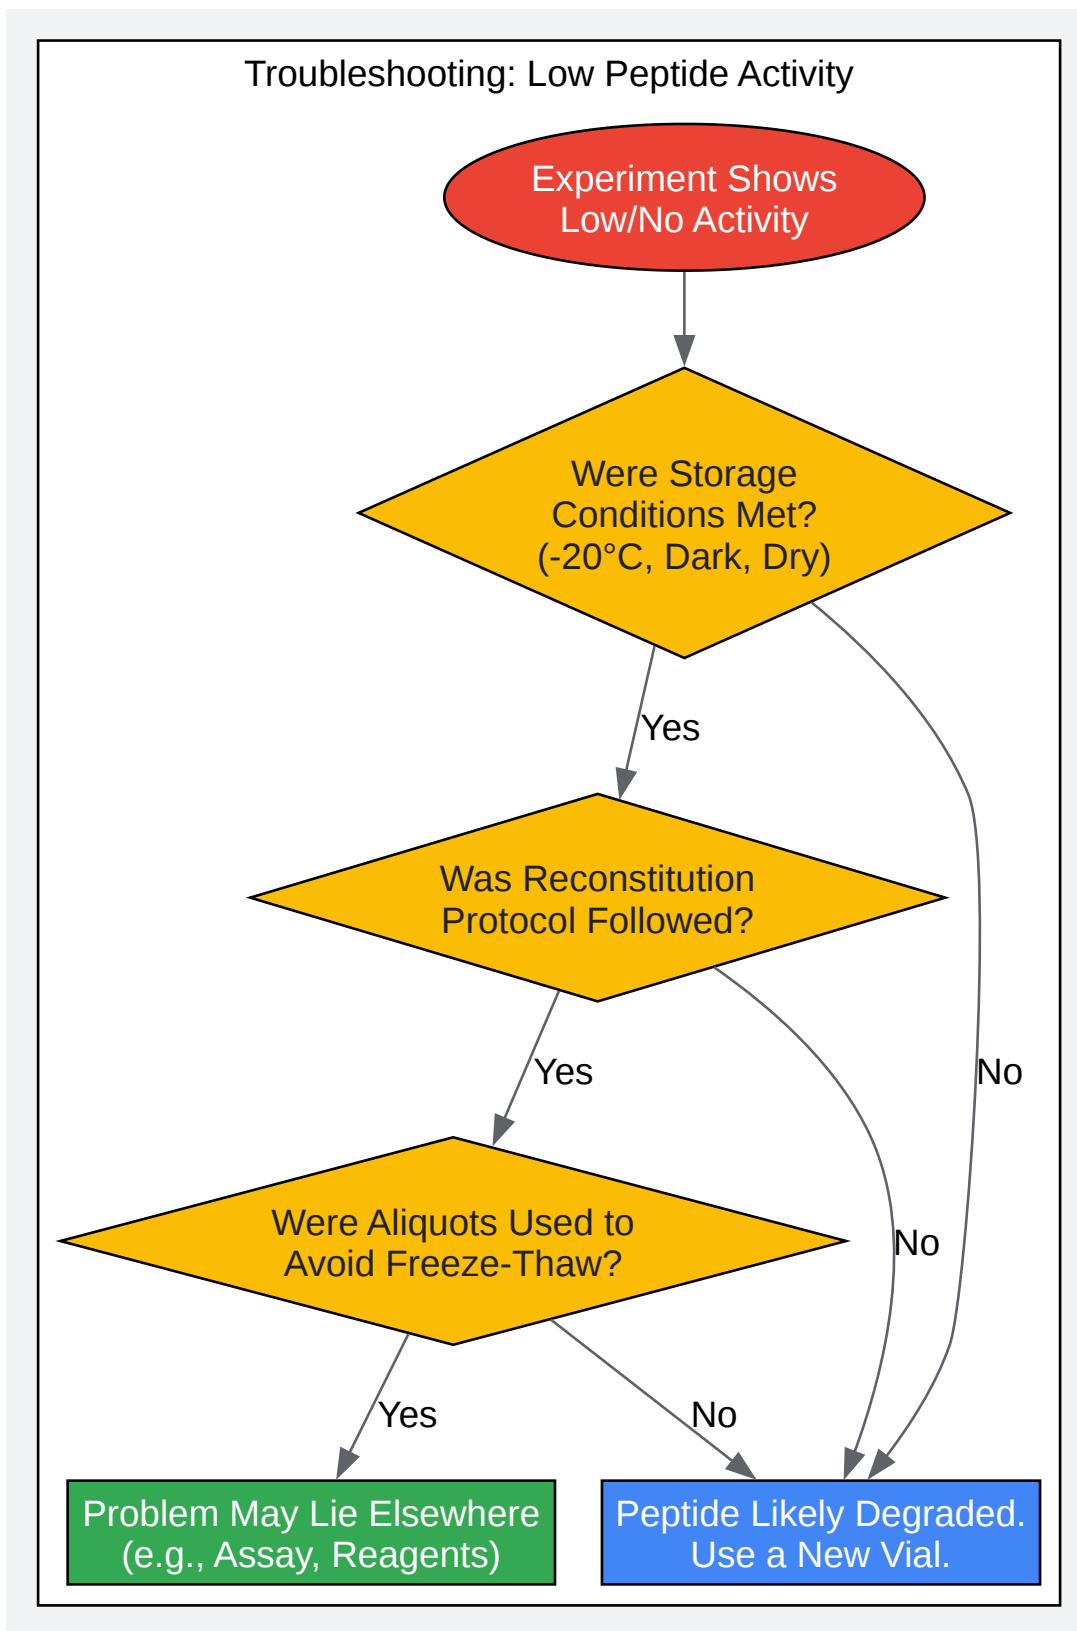 Troubleshooting: Low Peptide Activity
Experiment Shows
Low/No Activity
Were Storage
Conditions Met?
(-20°C, Dark, Dry)
Yes
Was Reconstitution
Protocol Followed?
Yes
No
Were Aliquots Used to
Avoid Freeze-Thaw?
No
Yes
No
Problem May Lie Elsewhere
(e.g., Assay, Reagents)
Peptide Likely Degraded.
Use a New Vial.